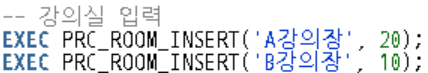 -- 강의실 입력
EXEC PRC_ROOM_INSERT('A강의장', 20);
EXEC PRC_ROOM_INSERT('B강의장', 10);